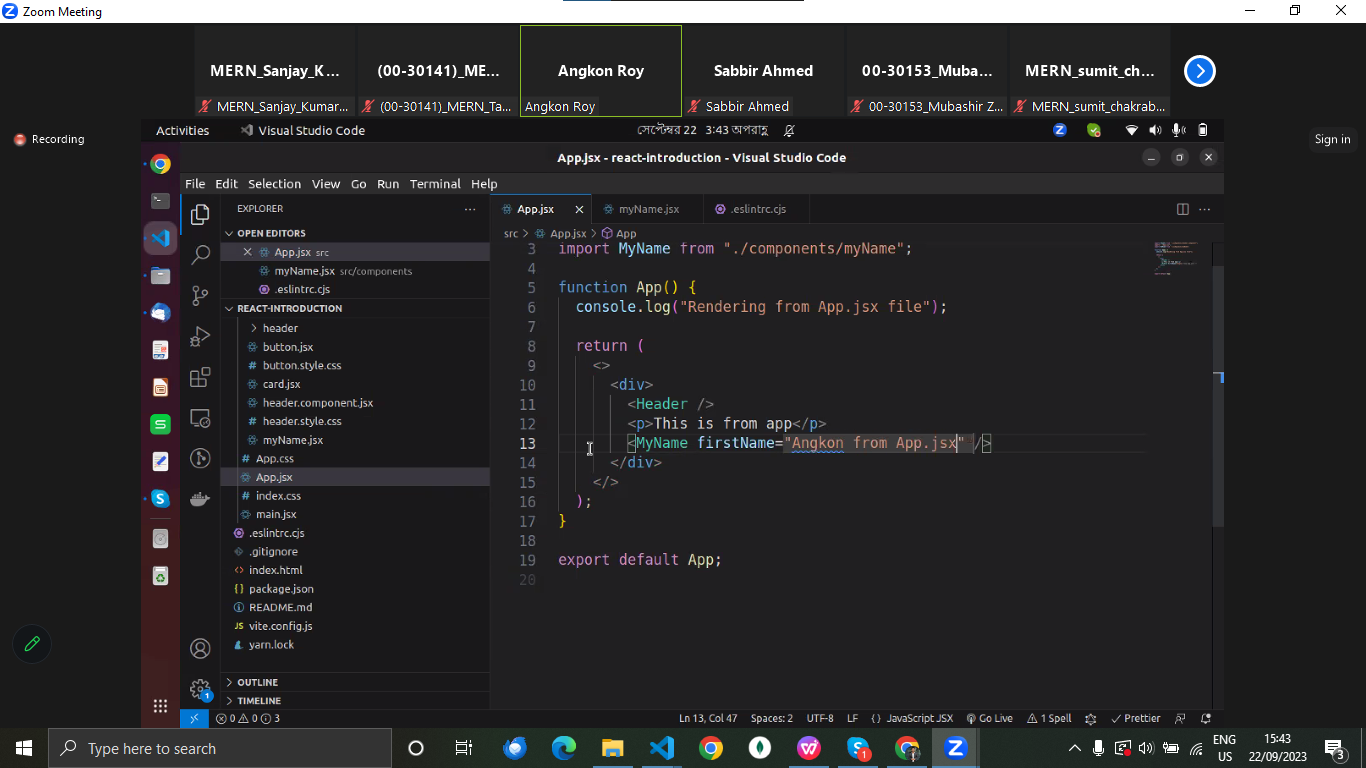 Zoom Meeting
MERN_Sanjay_K...
(00-30141)_ME...
Angkon Roy
Sabbir Ahmed
00-30153_Muba...
MERN_sumit_ch...
MERN_Sanjay_Kumar...
(00-30141)_MERN_Ta...
Angkon Roy
Sabbir Ahmed
00-30153_Mubashir Z...
MERN_sumit_chakrab...
Recording
Sign in
Activities
Visual Studio Code
সেপ্টেম্বর 22 3:43 অপরাহ্ণ
App.jsx - react-introduction - Visual Studio Code
File Edit Selection View Go Run Terminal Help
EXPLORER
App.jsx
myName.jsx
.eslintrc.cjs
OPEN EDITORS
App.jsx src
myName.jsx src/components
.eslintrc.cjs
REACT-INTRODUCTION
header
button.jsx
button.style.css
card.jsx
header.component.jsx
header.style.css
myName.jsx
App.css
App.jsx
index.css
main.jsx
.eslintrc.cjs
.gitignore
index.html
package.json
README.md
vite.config.js
yarn.lock
OUTLINE
TIMELINE
src > App.jsx > App
3 import MyName from "./components/myName";
4
5 function App() {
6 console.log("Rendering from App.jsx file");
7
8 return (
9 <>
10 <div>
11 <Header />
12 <p>This is from app</p>
13 <MyName firstName="Angkon from App.jsx" />
14 </div>
15 </>
16 );
17 }
18
19 export default App;
20
1
0 0 3
Ln 13, Col 47 Spaces: 2 UTF-8 LF {} JavaScript JSX Go Live 1 Spell Prettier
Type here to search
1
ENG
US
15:43
22/09/2023
3